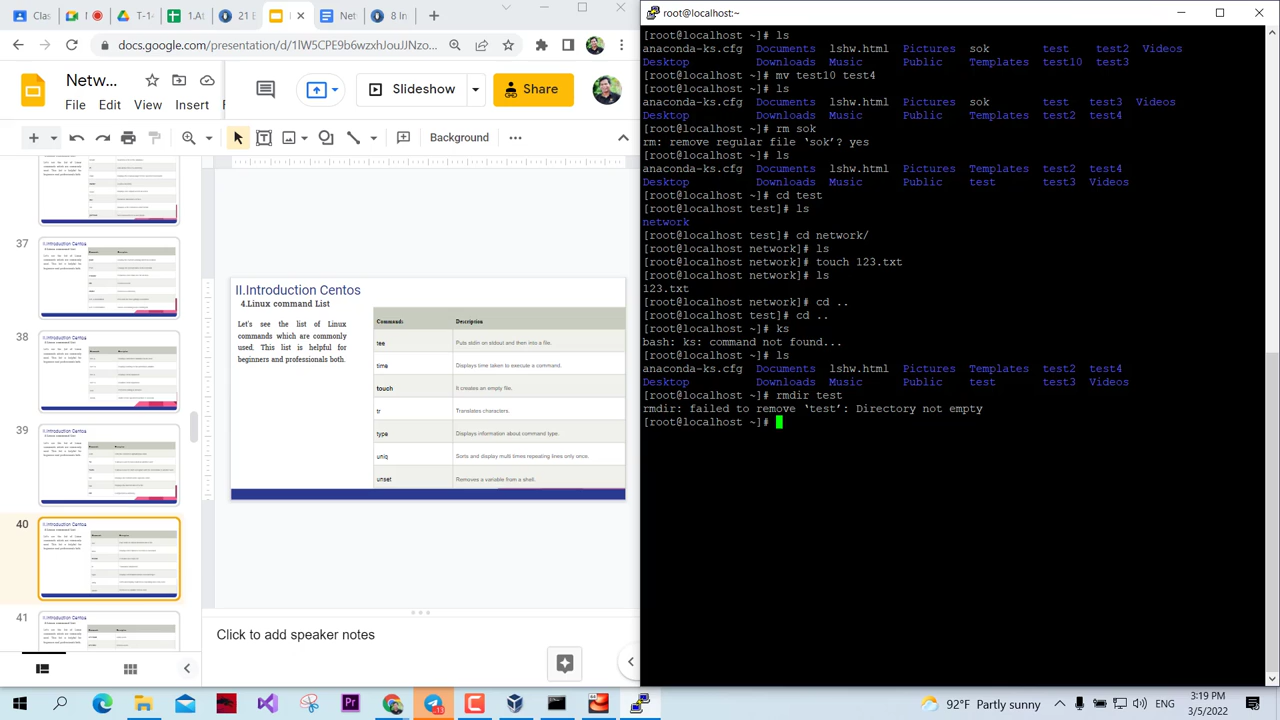 docs.google.com/presentation/d/1lW5CPE9b6w2zhJouJJNZo...
Netw...
File Edit Insert
Slideshow
Share
Background
37
38
39
40
41
II.Introduction Centos
4.Linux command List
Let's see the list of Linux
commands which are commonly
used. This list is helpful for
beginners and professionals both.
Commands Description
tee Puts stdin on stdout and then into a file.
time Displays time taken to execute a command.
touch It creates an empty file.
tr Translates characters.
type Displays information about command type.
uniq Sorts and display multi times repeating lines only once.
unset Removes a variable from a shell.
Click to add speaker notes
root@localhost:~
[root@localhost ~]# ls
anaconda-ks.cfg Documents lshw.html Pictures sok test test2 Videos
Desktop Downloads Music Public Templates test10 test3
[root@localhost ~]# mv test10 test4
[root@localhost ~]# ls
anaconda-ks.cfg Documents lshw.html Pictures sok test test3 Videos
Desktop Downloads Music Public Templates test2 test4
[root@localhost ~]# rm sok
rm: remove regular file ‘sok’? yes
[root@localhost ~]# ls
anaconda-ks.cfg Documents lshw.html Pictures Templates test2 test4
Desktop Downloads Music Public test test3 Videos
[root@localhost ~]# cd test
[root@localhost test]# ls
network
[root@localhost test]# cd network/
[root@localhost network]# ls
[root@localhost network]# touch 123.txt
[root@localhost network]# ls
123.txt
[root@localhost network]# cd ..
[root@localhost test]# cd ..
[root@localhost ~]# ks
bash: ks: command not found...
[root@localhost ~]# ls
anaconda-ks.cfg Documents lshw.html Pictures Templates test2 test4
Desktop Downloads Music Public test test3 Videos
[root@localhost ~]# rmdir test
rmdir: failed to remove ‘test’: Directory not empty
[root@localhost ~]#
92°F Partly sunny
ENG
3:19 PM
3/5/2022